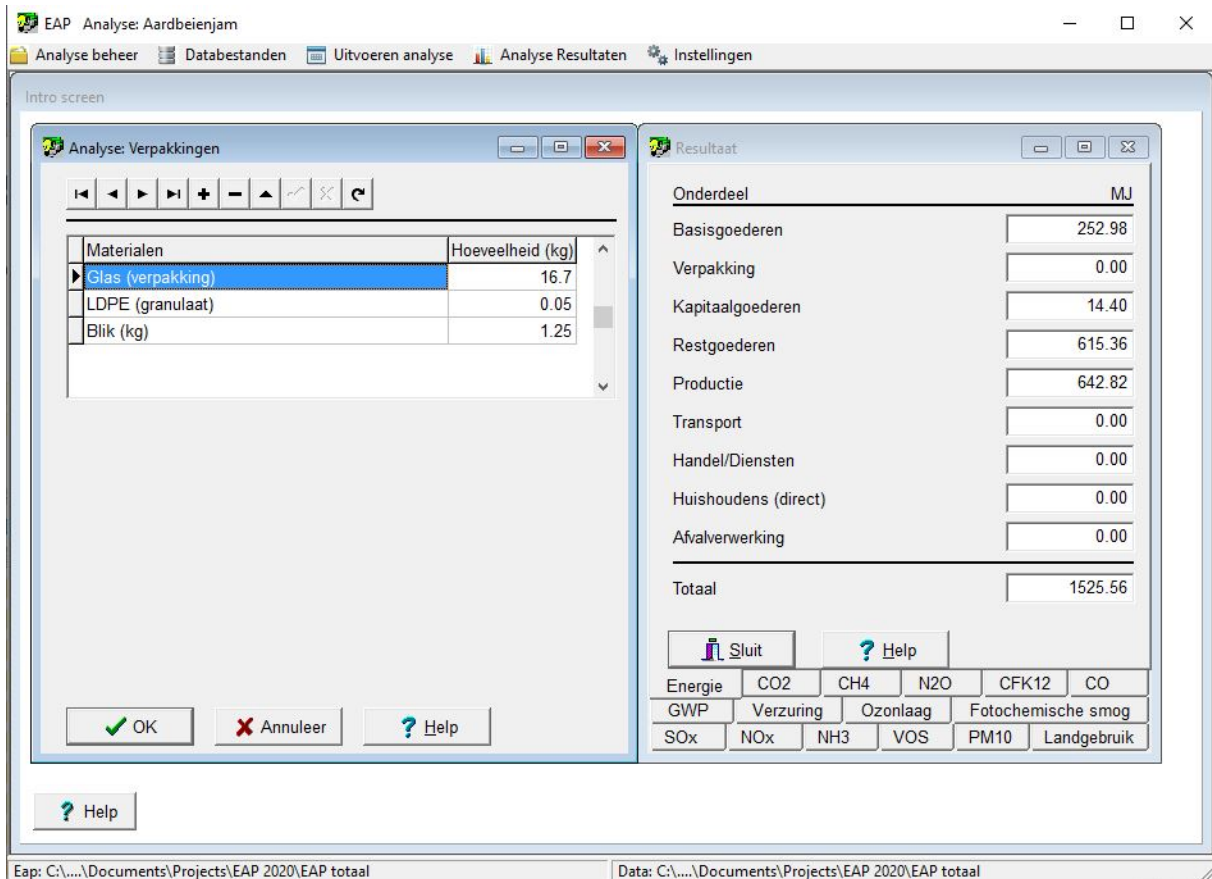 EAP Analyse: Aardbeienjam
Analyse beheer Databestanden Uitvoeren analyse Analyse Resultaten Instellingen
Intro screen
Analyse: Verpakkingen
Materialen Hoeveelheid (kg)
Glas (verpakking) 16.7
LDPE (granulaat) 0.05
Blik (kg) 1.25
OK Annuleer Help
Resultaat
Onderdeel MJ
Basisgoederen 252.98
Verpakking 0.00
Kapitaalgoederen 14.40
Restgoederen 615.36
Productie 642.82
Transport 0.00
Handel/Diensten 0.00
Huishoudens (direct) 0.00
Afvalverwerking 0.00
Totaal 1525.56
Sluit Help
Energie CO2 CH4 N2O CFK12 CO
GWP Verzuring Ozonlaag Fotochemische smog
SOx NOx NH3 VOS PM10 Landgebruik
Help
Eap: C:\....\Documents\Projects\EAP 2020\EAP totaal Data: C:\....\Documents\Projects\EAP 2020\EAP totaal